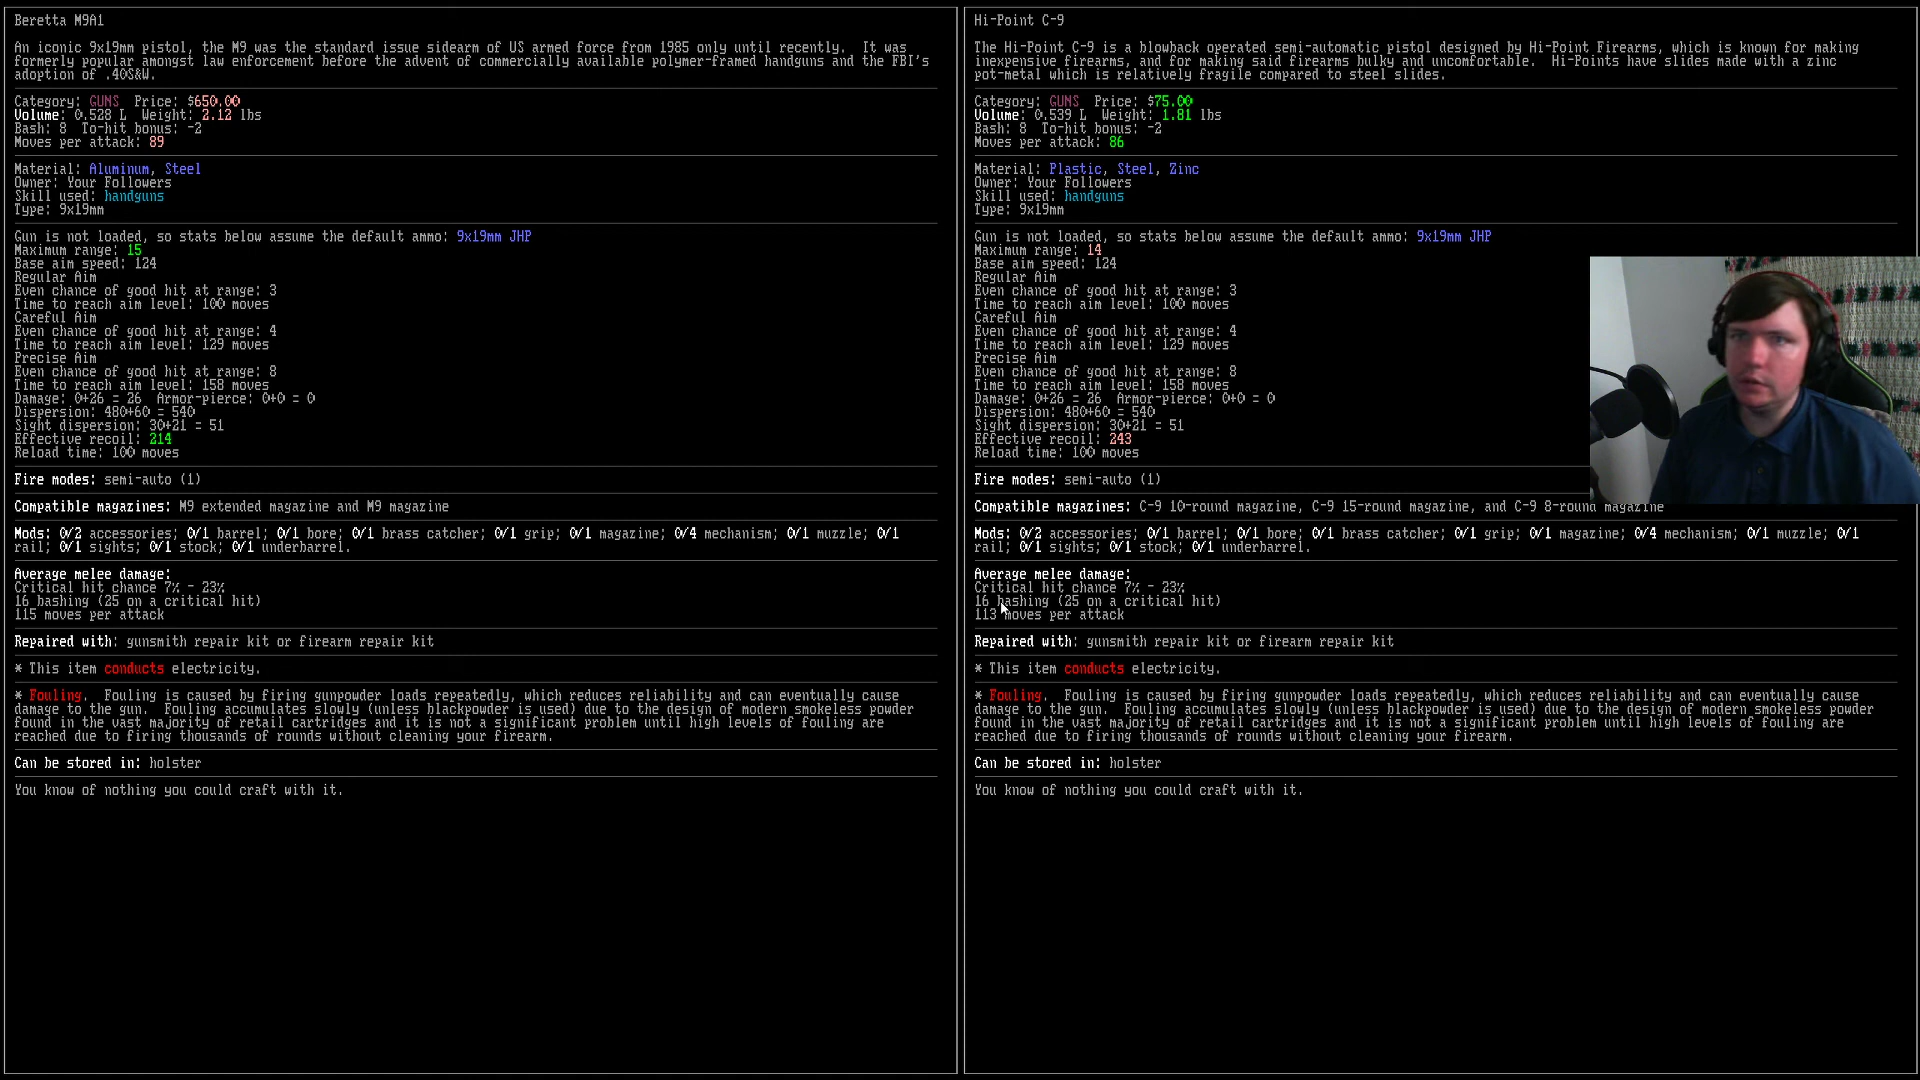 Beretta M9A1
An iconic 9x19mm pistol, the M9 was the standard issue sidearm of US armed force from 1985 only until recently.  It was
formerly popular amongst law enforcement before the advent of commercially available polymer-framed handguns and the FBI's
adoption of .40S&W.
Category: GUNS  Price: $650.00
Volume: 0.528 L  Weight: 2.12 lbs
Bash: 8  To-hit bonus: -2
Moves per attack: 89
Material: Aluminum, Steel
Owner: Your Followers
Skill used: handguns
Type: 9x19mm
Gun is not loaded, so stats below assume the default ammo: 9x19mm JHP
Maximum range: 15
Base aim speed: 124
Regular Aim
Even chance of good hit at range: 3
Time to reach aim level: 100 moves
Careful Aim
Even chance of good hit at range: 4
Time to reach aim level: 129 moves
Precise Aim
Even chance of good hit at range: 8
Time to reach aim level: 158 moves
Damage: 0+26 = 26  Armor-pierce: 0+0 = 0
Dispersion: 480+60 = 540
Sight dispersion: 30+21 = 51
Effective recoil: 214
Reload time: 100 moves
Fire modes: semi-auto (1)
Compatible magazines: M9 extended magazine and M9 magazine
Mods: 0/2 accessories; 0/1 barrel; 0/1 bore; 0/1 brass catcher; 0/1 grip; 0/1 magazine; 0/4 mechanism; 0/1 muzzle; 0/1
rail; 0/1 sights; 0/1 stock; 0/1 underbarrel.
Average melee damage:
Critical hit chance 7% - 23%
16 bashing (25 on a critical hit)
115 moves per attack
Repaired with: gunsmith repair kit or firearm repair kit
* This item conducts electricity.
* Fouling.  Fouling is caused by firing gunpowder loads repeatedly, which reduces reliability and can eventually cause
damage to the gun.  Fouling accumulates slowly (unless blackpowder is used) due to the design of modern smokeless powder
found in the vast majority of retail cartridges and it is not a significant problem until high levels of fouling are
reached due to firing thousands of rounds without cleaning your firearm.
Can be stored in: holster
You know of nothing you could craft with it.
Hi-Point C-9
The Hi-Point C-9 is a blowback operated semi-automatic pistol designed by Hi-Point Firearms, which is known for making
inexpensive firearms, and for making said firearms bulky and uncomfortable.  Hi-Points have slides made with a zinc
pot-metal which is relatively fragile compared to steel slides.
Category: GUNS  Price: $75.00
Volume: 0.539 L  Weight: 1.81 lbs
Bash: 8  To-hit bonus: -2
Moves per attack: 86
Material: Plastic, Steel, Zinc
Owner: Your Followers
Skill used: handguns
Type: 9x19mm
Gun is not loaded, so stats below assume the default ammo: 9x19mm JHP
Maximum range: 14
Base aim speed: 124
Regular Aim
Even chance of good hit at range: 3
Time to reach aim level: 100 moves
Careful Aim
Even chance of good hit at range: 4
Time to reach aim level: 129 moves
Precise Aim
Even chance of good hit at range: 8
Time to reach aim level: 158 moves
Damage: 0+26 = 26  Armor-pierce: 0+0 = 0
Dispersion: 480+60 = 540
Sight dispersion: 30+21 = 51
Effective recoil: 243
Reload time: 100 moves
Fire modes: semi-auto (1)
Compatible magazines: C-9 10-round magazine, C-9 15-round magazine, and C-9 8-round magazine
Mods: 0/2 accessories; 0/1 barrel; 0/1 bore; 0/1 brass catcher; 0/1 grip; 0/1 magazine; 0/4 mechanism; 0/1 muzzle; 0/1
rail; 0/1 sights; 0/1 stock; 0/1 underbarrel.
Average melee damage:
Critical hit chance 7% - 23%
16 bashing (25 on a critical hit)
113 moves per attack
Repaired with: gunsmith repair kit or firearm repair kit
* This item conducts electricity.
* Fouling.  Fouling is caused by firing gunpowder loads repeatedly, which reduces reliability and can eventually cause
damage to the gun.  Fouling accumulates slowly (unless blackpowder is used) due to the design of modern smokeless powder
found in the vast majority of retail cartridges and it is not a significant problem until high levels of fouling are
reached due to firing thousands of rounds without cleaning your firearm.
Can be stored in: holster
You know of nothing you could craft with it.